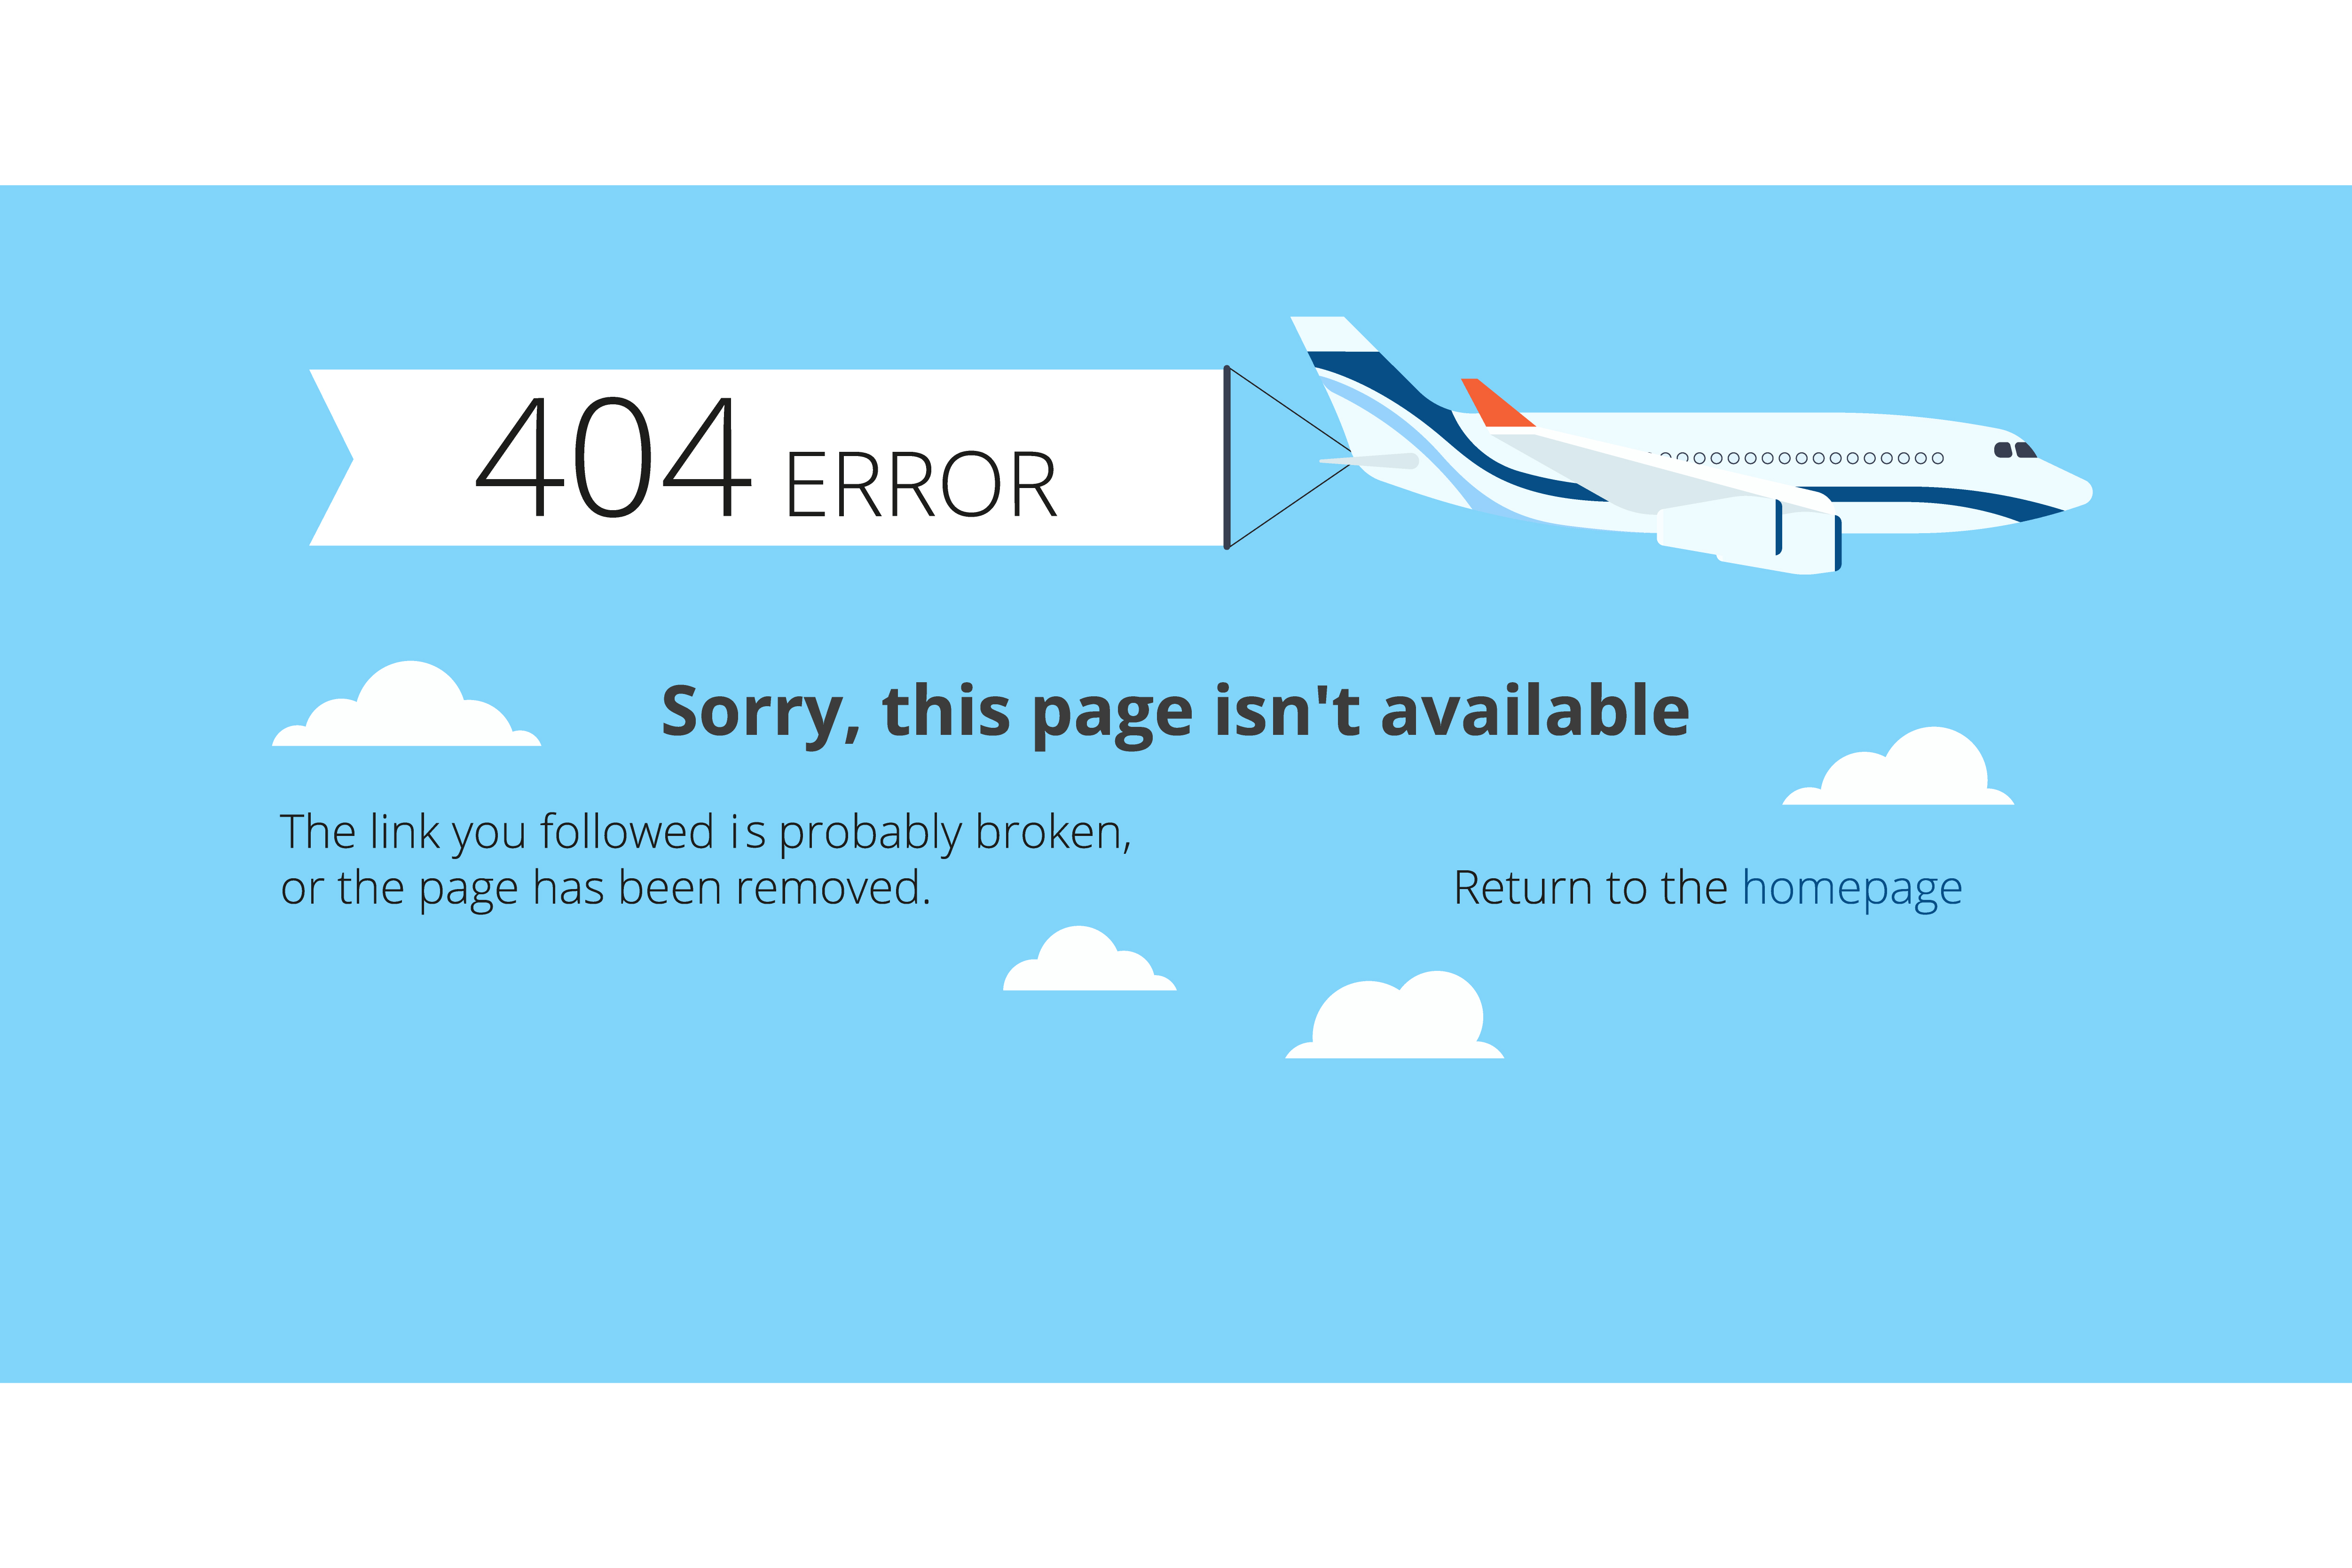 404 ERROR
Sorry, this page isn't available
The link you followed is probably broken,
or the page has been removed.
Return to the homepage